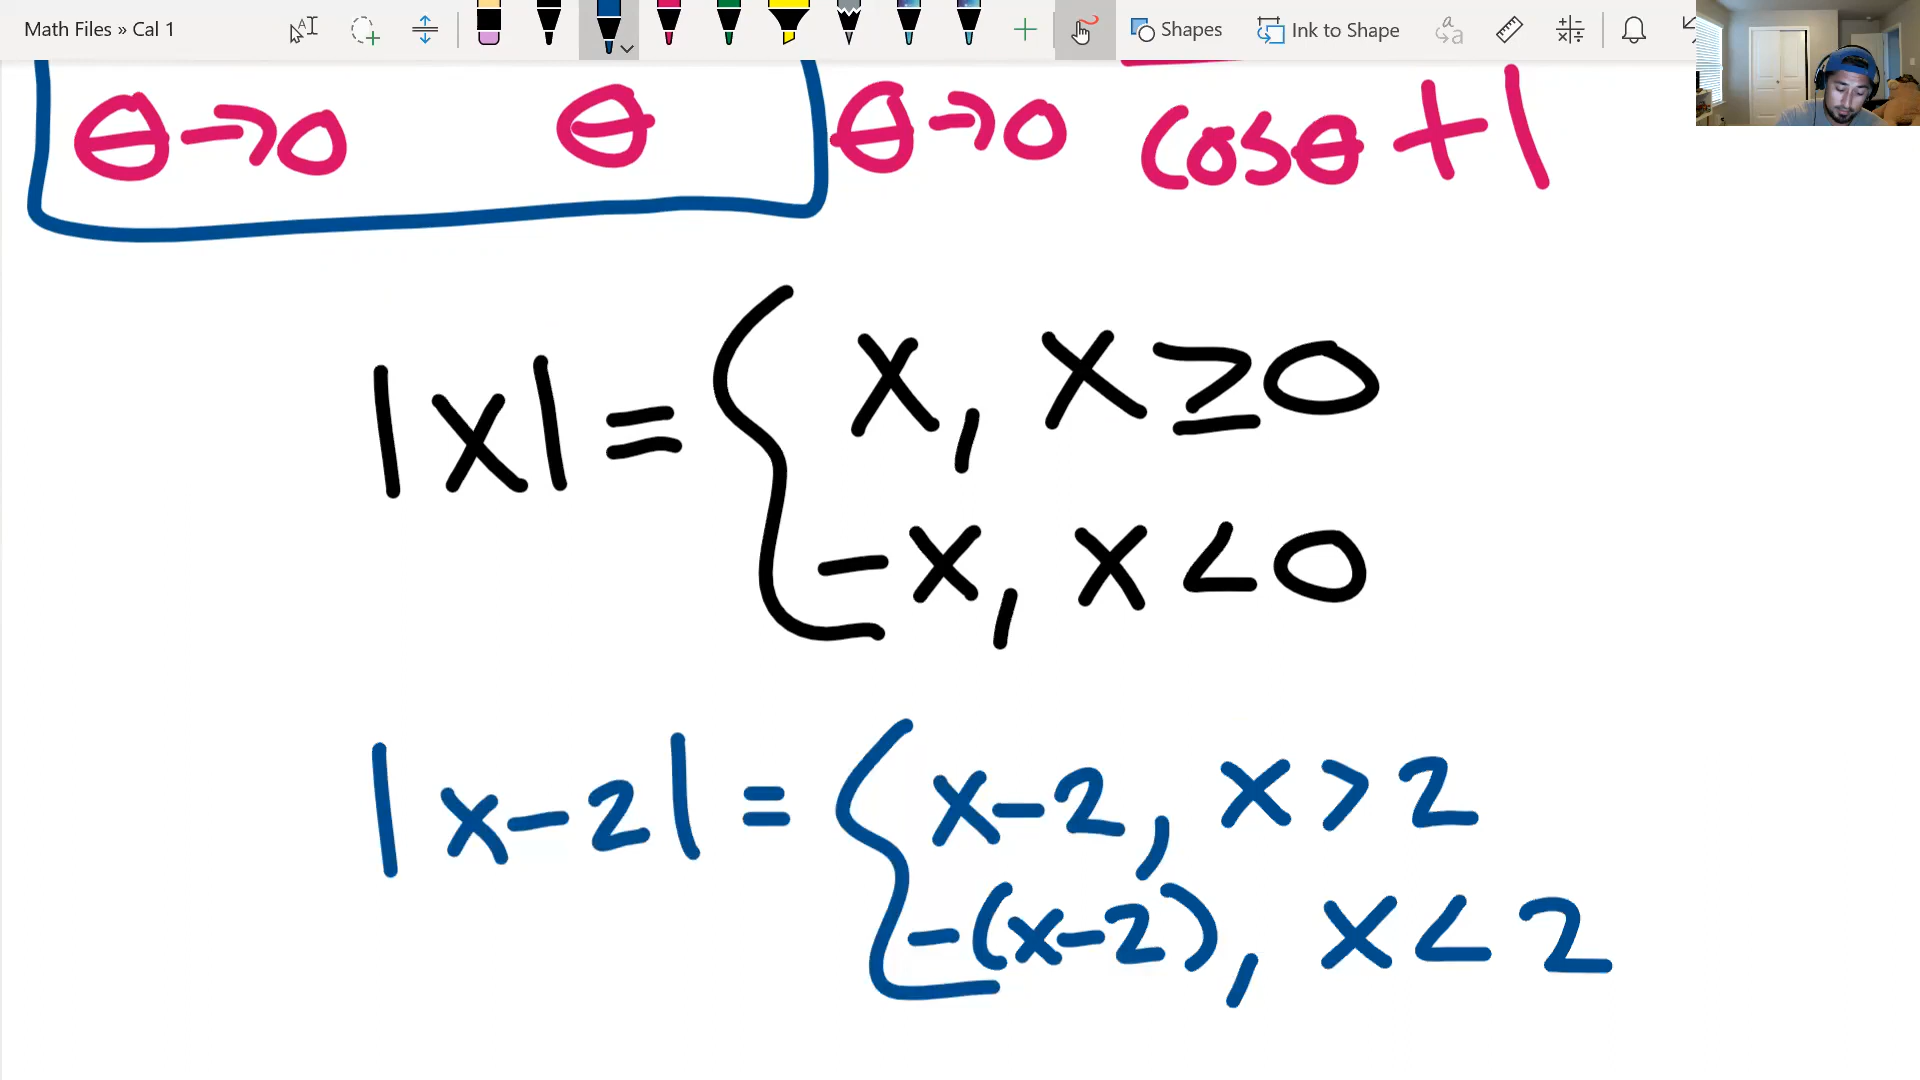 Math Files » Cal 1
Shapes
Ink to Shape
θ→0 θ θ→0 cosθ+1
|x| = { x, x ≥ 0
-x, x < 0
|x-2| = { x-2, x > 2
-(x-2), x < 2